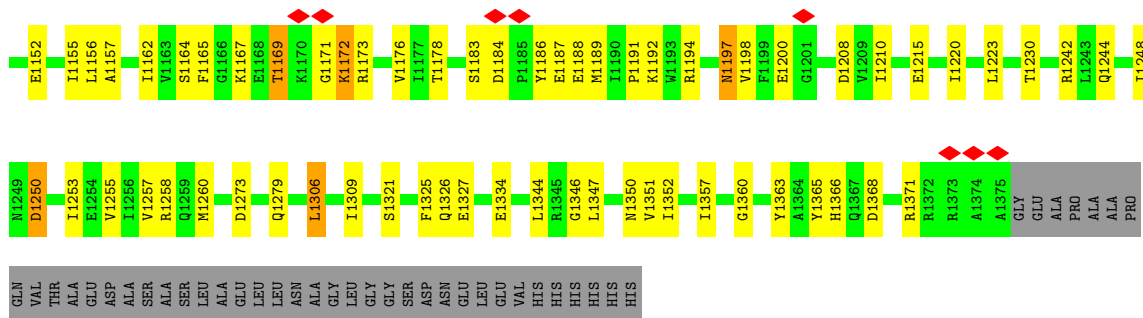 E1152 I1155 L1156 A1157 I1162 V1163 S1164 F1165 G1166 K1167 E1168 T1169 K1170 G1171 K1172 R1173 V1176 I1177 T1178 S1183 D1184 P1185 Y1186 E1187 E1188 M1189 I1190 P1191 K1192 W1193 R1194 N1197 V1198 F1199 E1200 G1201 D1208 V1209 I1210 E1215 I1220 L1223 T1230 R1242 L1243 Q1244 I1248
N1249 D1250 I1253 E1254 V1255 I1256 V1257 R1258 Q1259 M1260 D1273 Q1279 L1306 I1309 S1321 F1325 Q1326 E1327 E1334 L1344 R1345 G1346 L1347 N1350 V1351 I1352 I1357 G1360 Y1363 A1364 Y1365 H1366 Q1367 D1368 R1371 R1372 R1373 A1374 A1375 GLY GLU ALA PRO ALA ALA PRO
GLN VAL THR ALA GLU ASP ALA SER ALA SER LEU ALA GLU LEU LEU ASN ALA GLY LEU GLY GLY SER ASP ASN GLU LEU GLU VAL HIS HIS HIS HIS HIS HIS